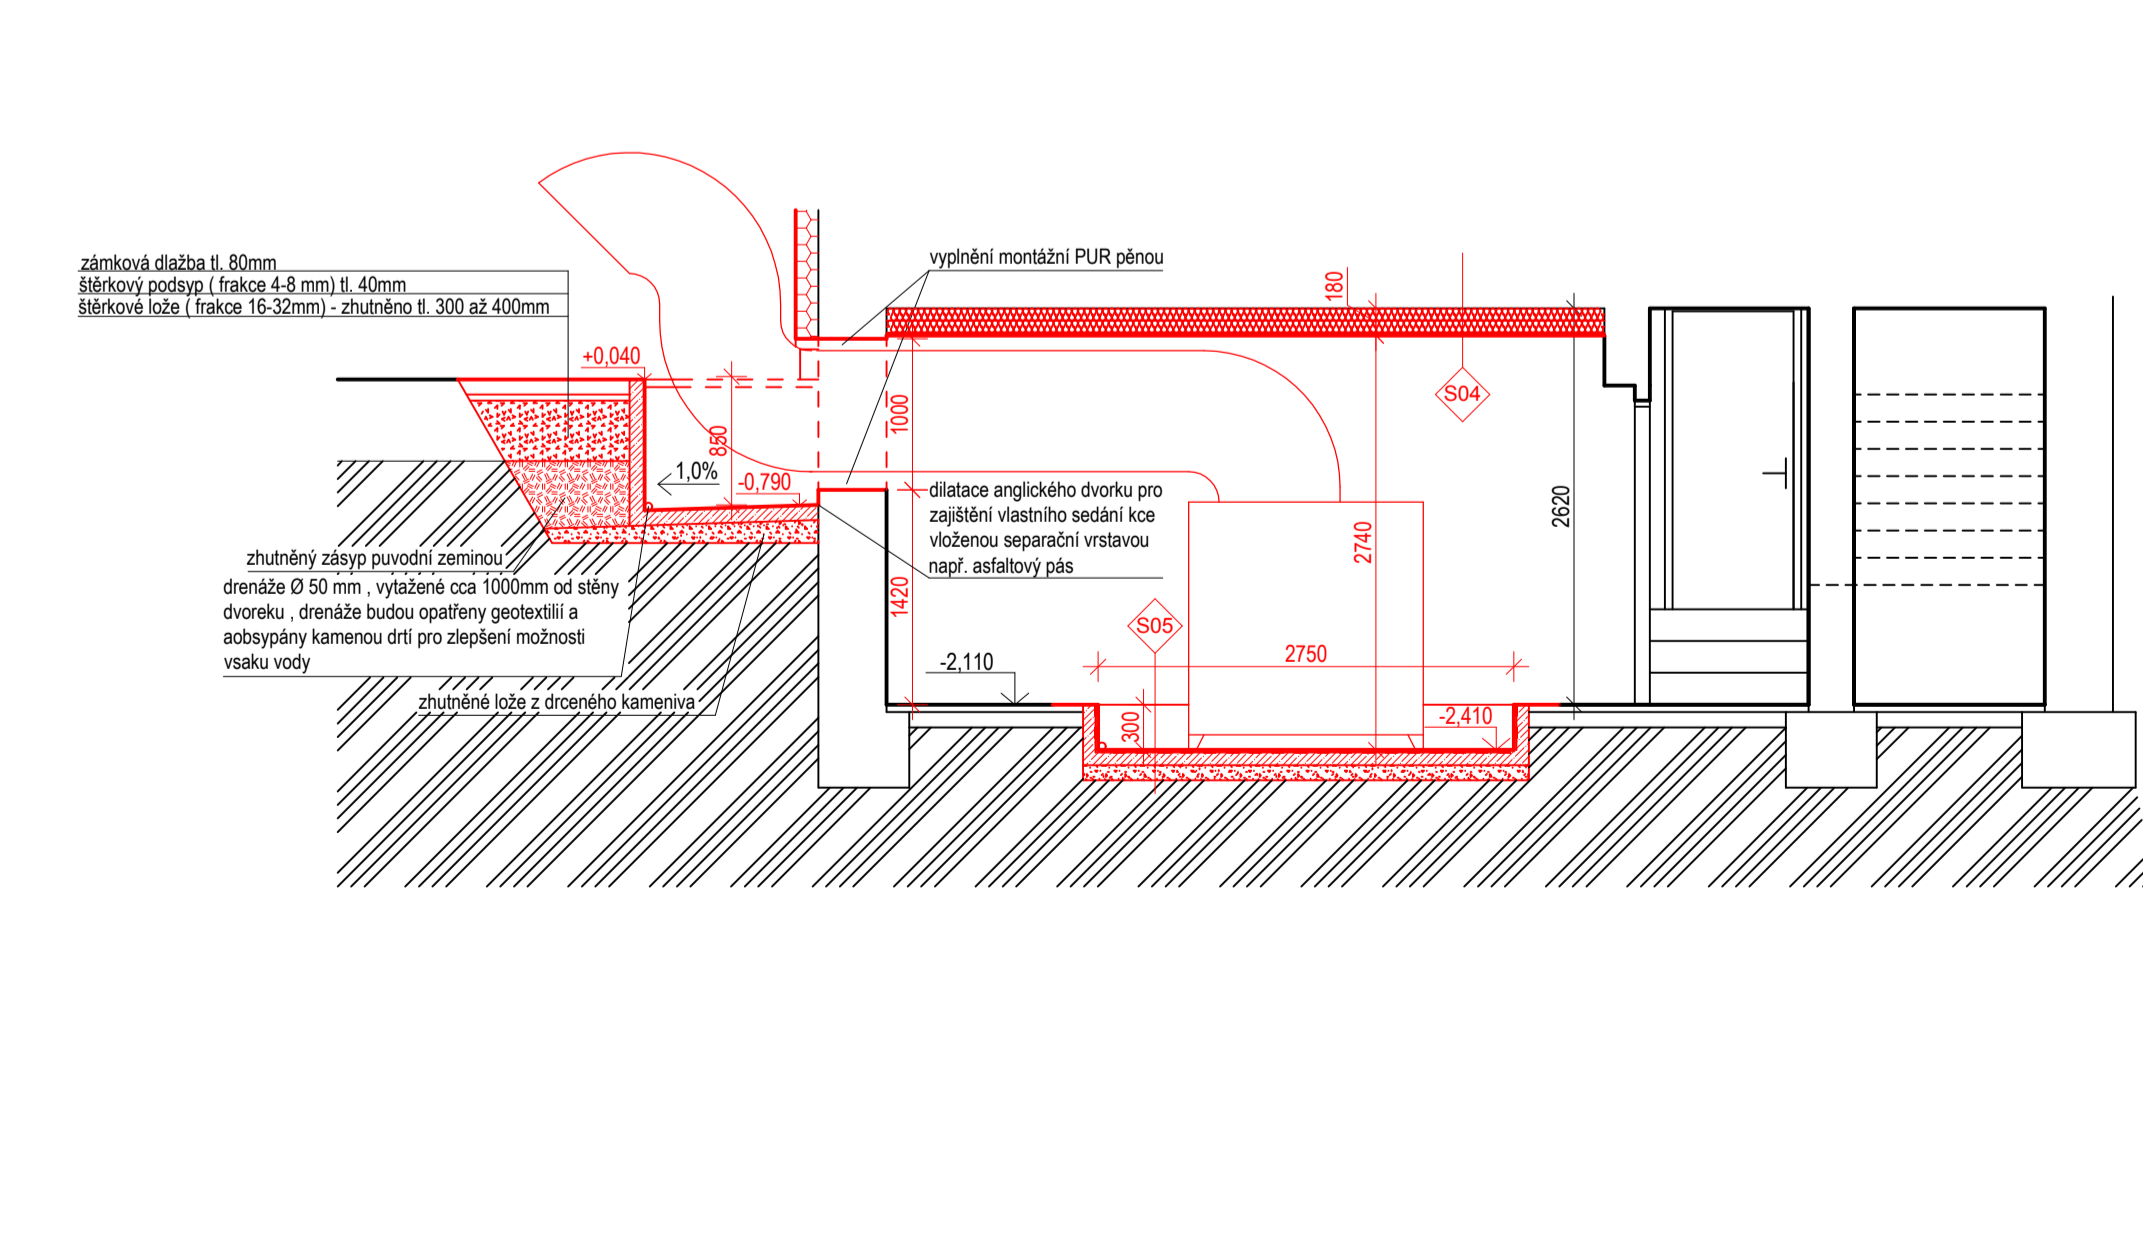 zámková dlažba tl. 80mm
štěrkový podsyp ( frakce 4-8 mm) tl. 40mm
štěrkové lože ( frakce 16-32mm) - zhutněno tl. 300 až 400mm
vyplnění montážní PUR pěnou
180
+0,040
S04
1000
850
1,0%
-0,790
dilatace anglického dvorku pro
zajištění vlastního sedání kce
vloženou separační vrstavou
např. asfaltový pás
2620
2740
zhutněný zásyp puvodní zeminou
drenáže Ø 50 mm , vytažené cca 1000mm od stěny
dvoreku , drenáže budou opatřeny geotextilií a
aobsypány kamenou drtí pro zlepšení možnosti
vsaku vody
1420
S05
2750
-2,110
zhutněné lože z drceného kameniva
300
-2,410